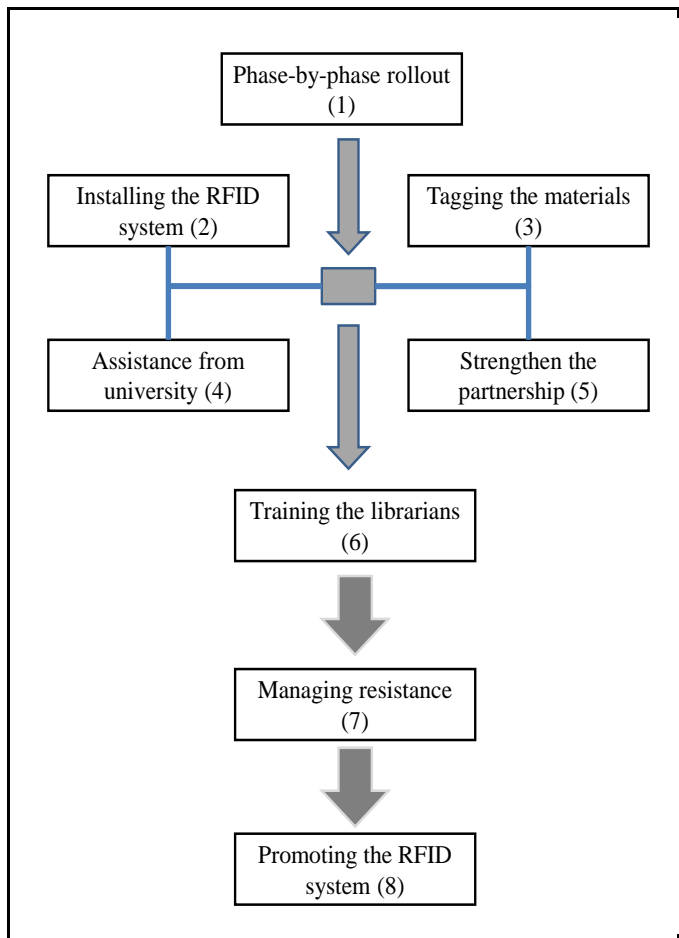 Phase-by-phase rollout
(1)
Installing the RFID
system (2)
Tagging the materials
(3)
Assistance from
university (4)
Strengthen the
partnership (5)
Training the librarians
(6)
Managing resistance
(7)
Promoting the RFID
system (8)